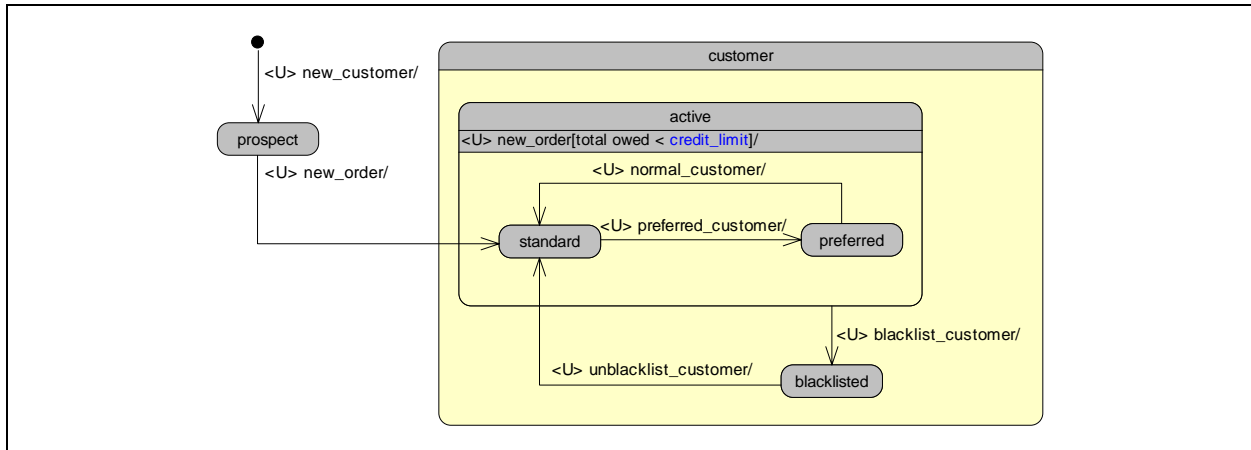 customer
<U> new_customer/
active
prospect
<U> new_order[total owed < credit_limit]/
<U> new_order/
<U> normal_customer/
<U> preferred_customer/
standard
preferred
<U> blacklist_customer/
<U> unblacklist_customer/
blacklisted